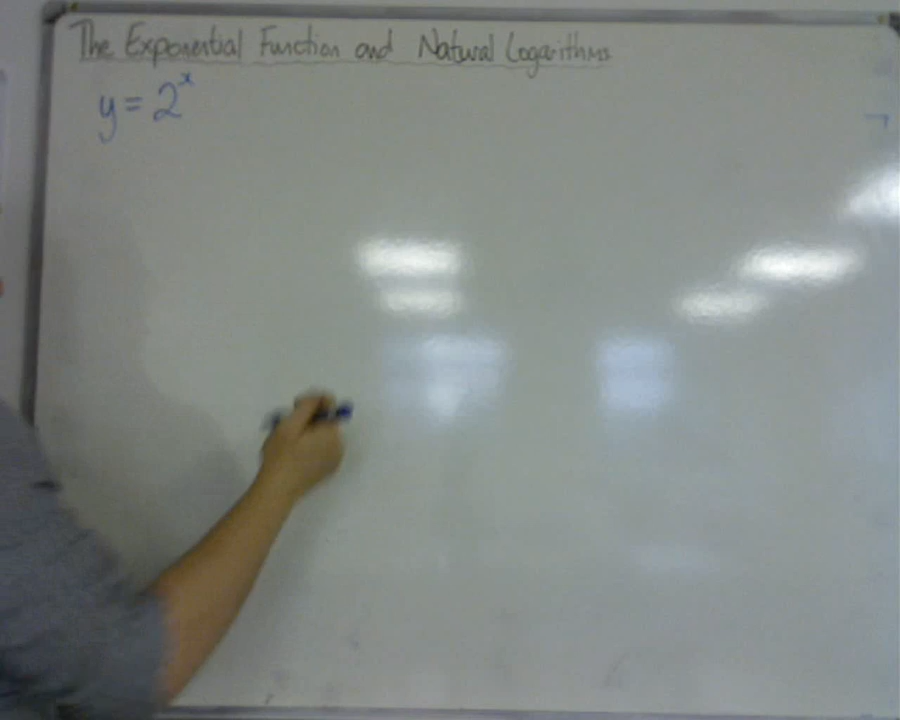 The Exponential Function and Natural Logarithms
y = 2^x